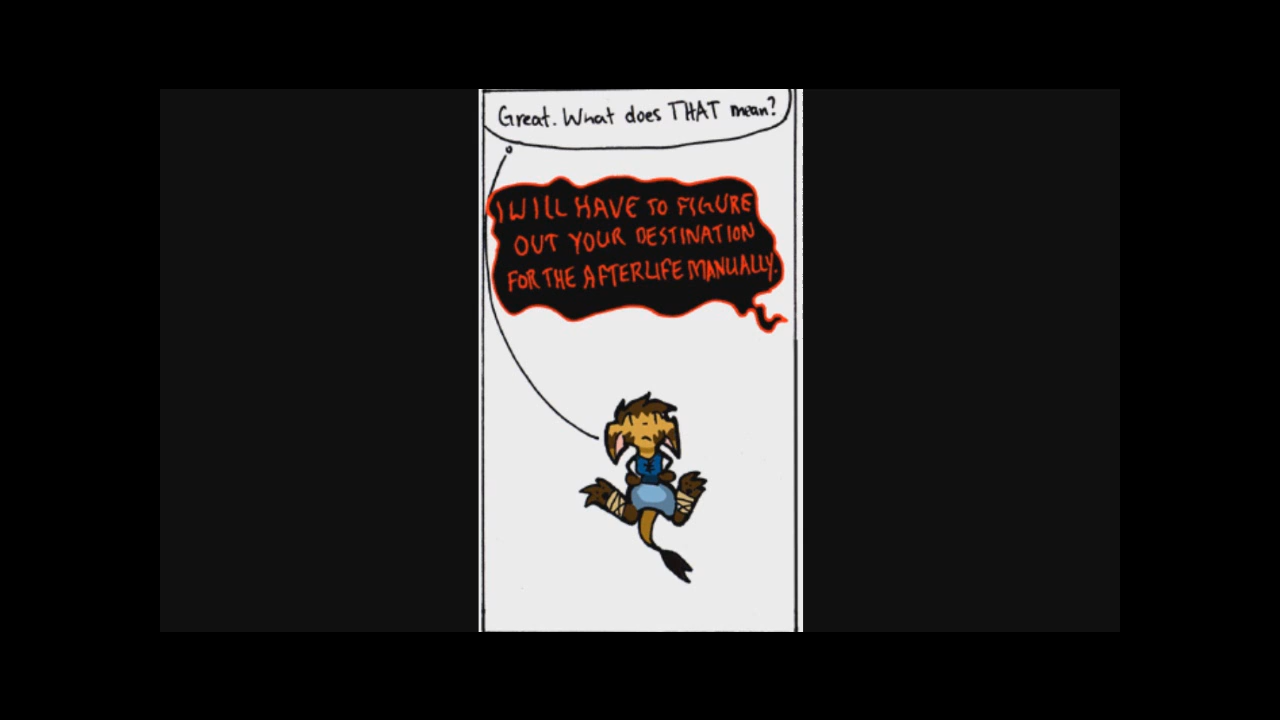 Great. What does THAT mean?
I WILL HAVE TO FIGURE
OUT YOUR DESTINATION
FOR THE AFTERLIFE MANUALLY.